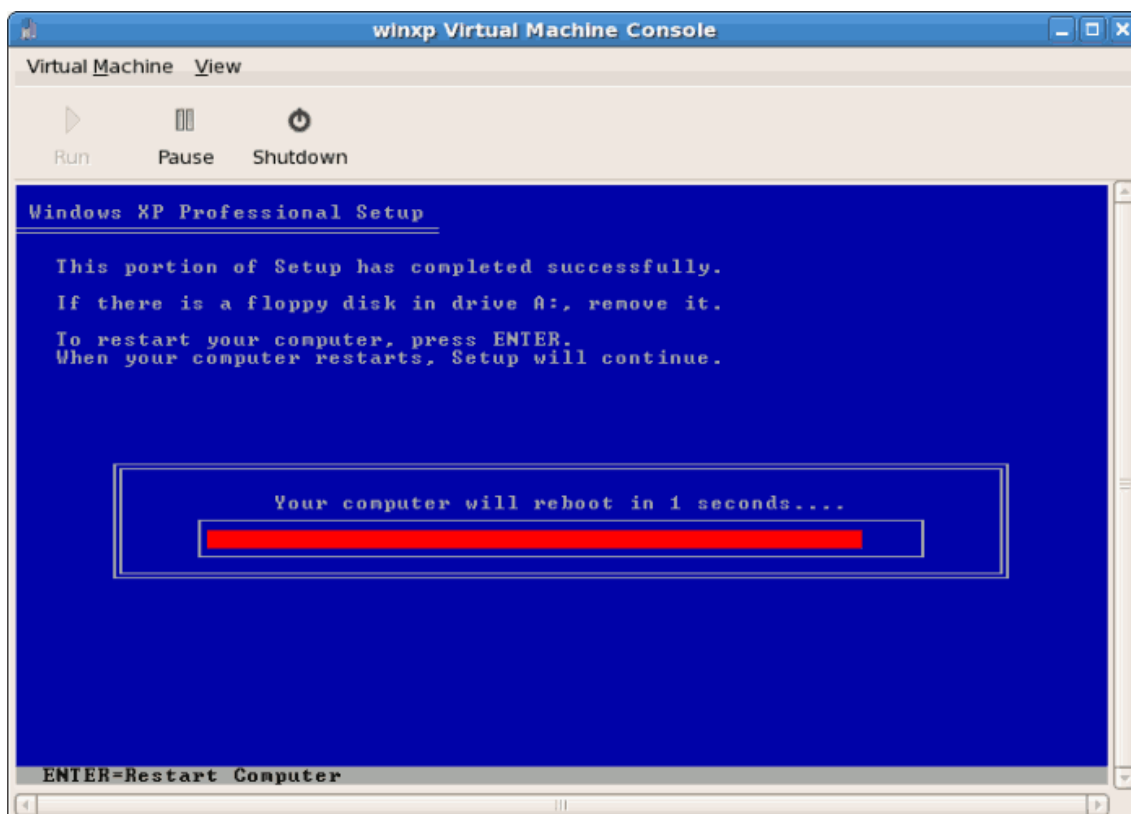 winxp Virtual Machine Console
Virtual Machine View
Run Pause Shutdown
Windows XP Professional Setup
This portion of Setup has completed successfully.
If there is a floppy disk in drive A:, remove it.
To restart your computer, press ENTER.
When your computer restarts, Setup will continue.
Your computer will reboot in 1 seconds....
ENTER=Restart Computer